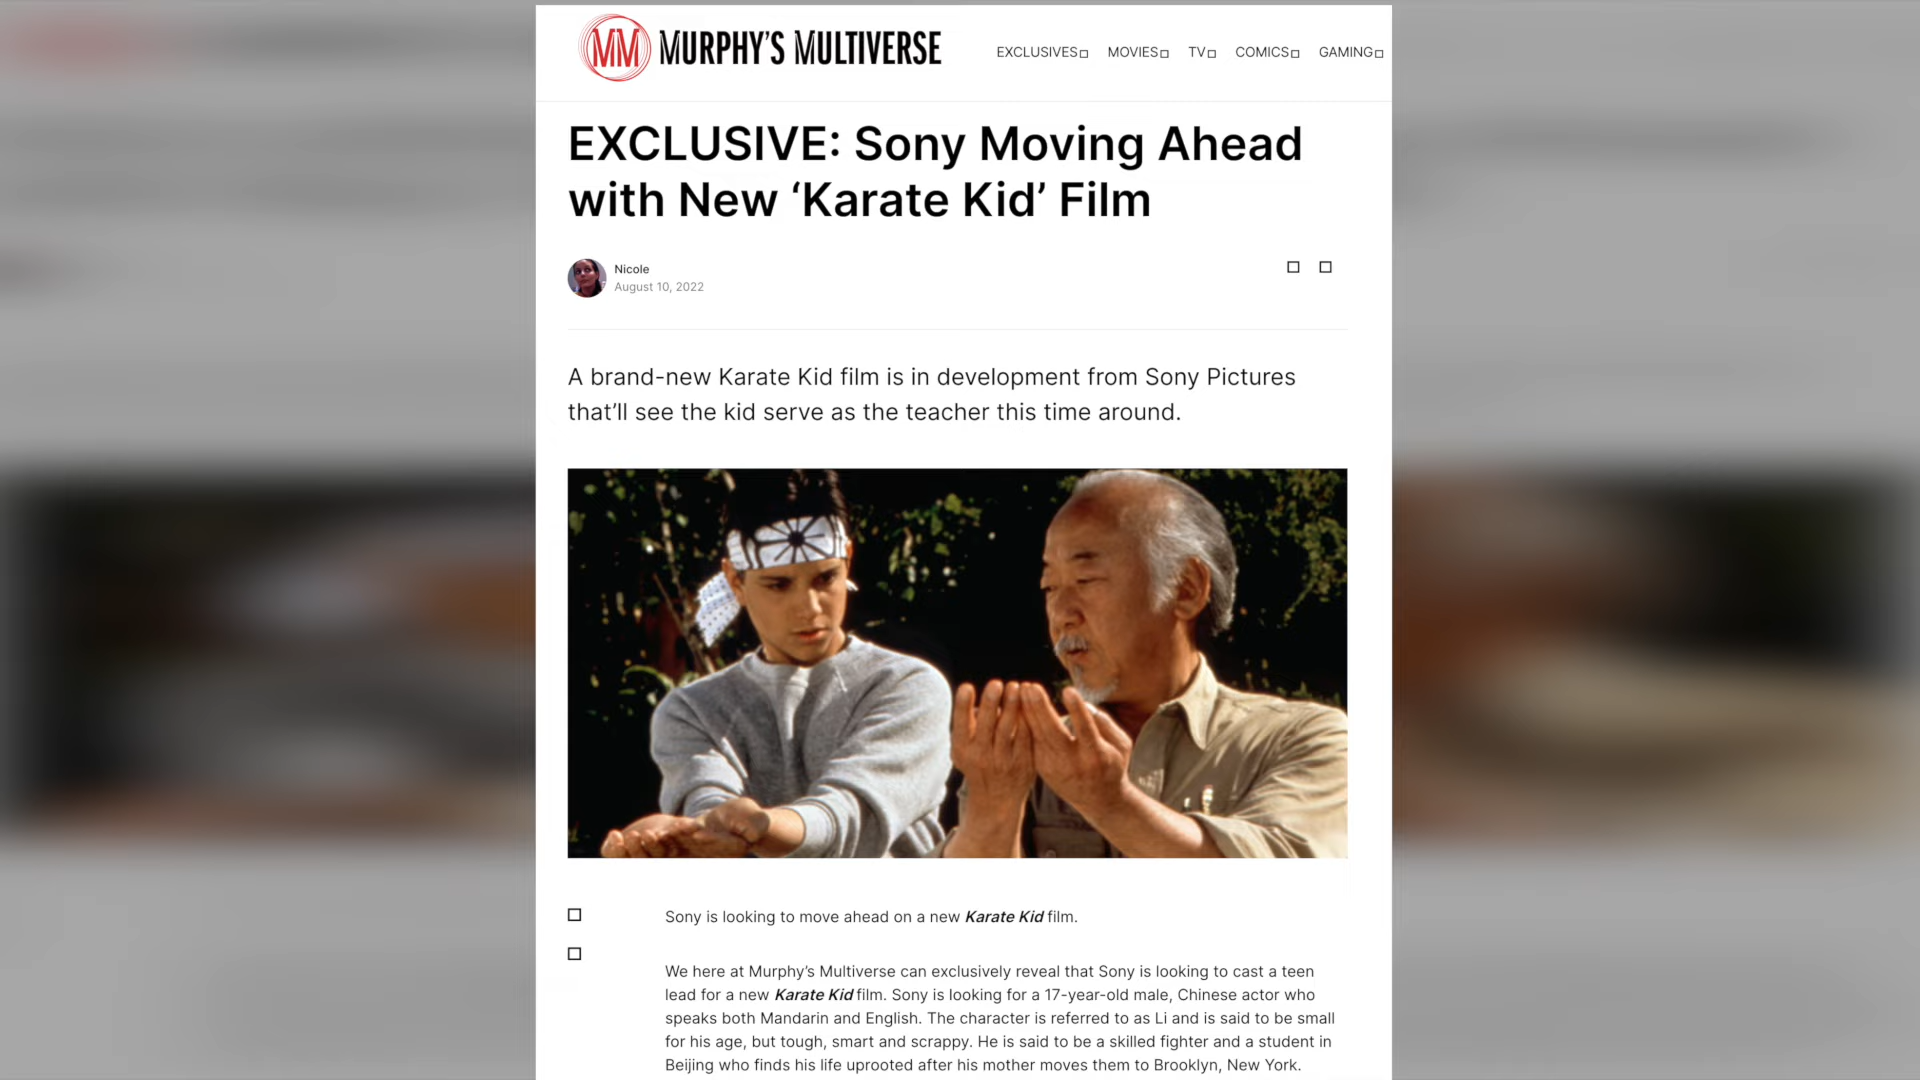 MM MURPHY'S MULTIVERSE
EXCLUSIVES MOVIES TV COMICS GAMING
EXCLUSIVE: Sony Moving Ahead
with New ‘Karate Kid’ Film
Nicole
August 10, 2022
A brand-new Karate Kid film is in development from Sony Pictures
that’ll see the kid serve as the teacher this time around.
Sony is looking to move ahead on a new Karate Kid film.
We here at Murphy’s Multiverse can exclusively reveal that Sony is looking to cast a teen
lead for a new Karate Kid film. Sony is looking for a 17-year-old male, Chinese actor who
speaks both Mandarin and English. The character is referred to as Li and is said to be small
for his age, but tough, smart and scrappy. He is said to be a skilled fighter and a student in
Beijing who finds his life uprooted after his mother moves them to Brooklyn, New York.